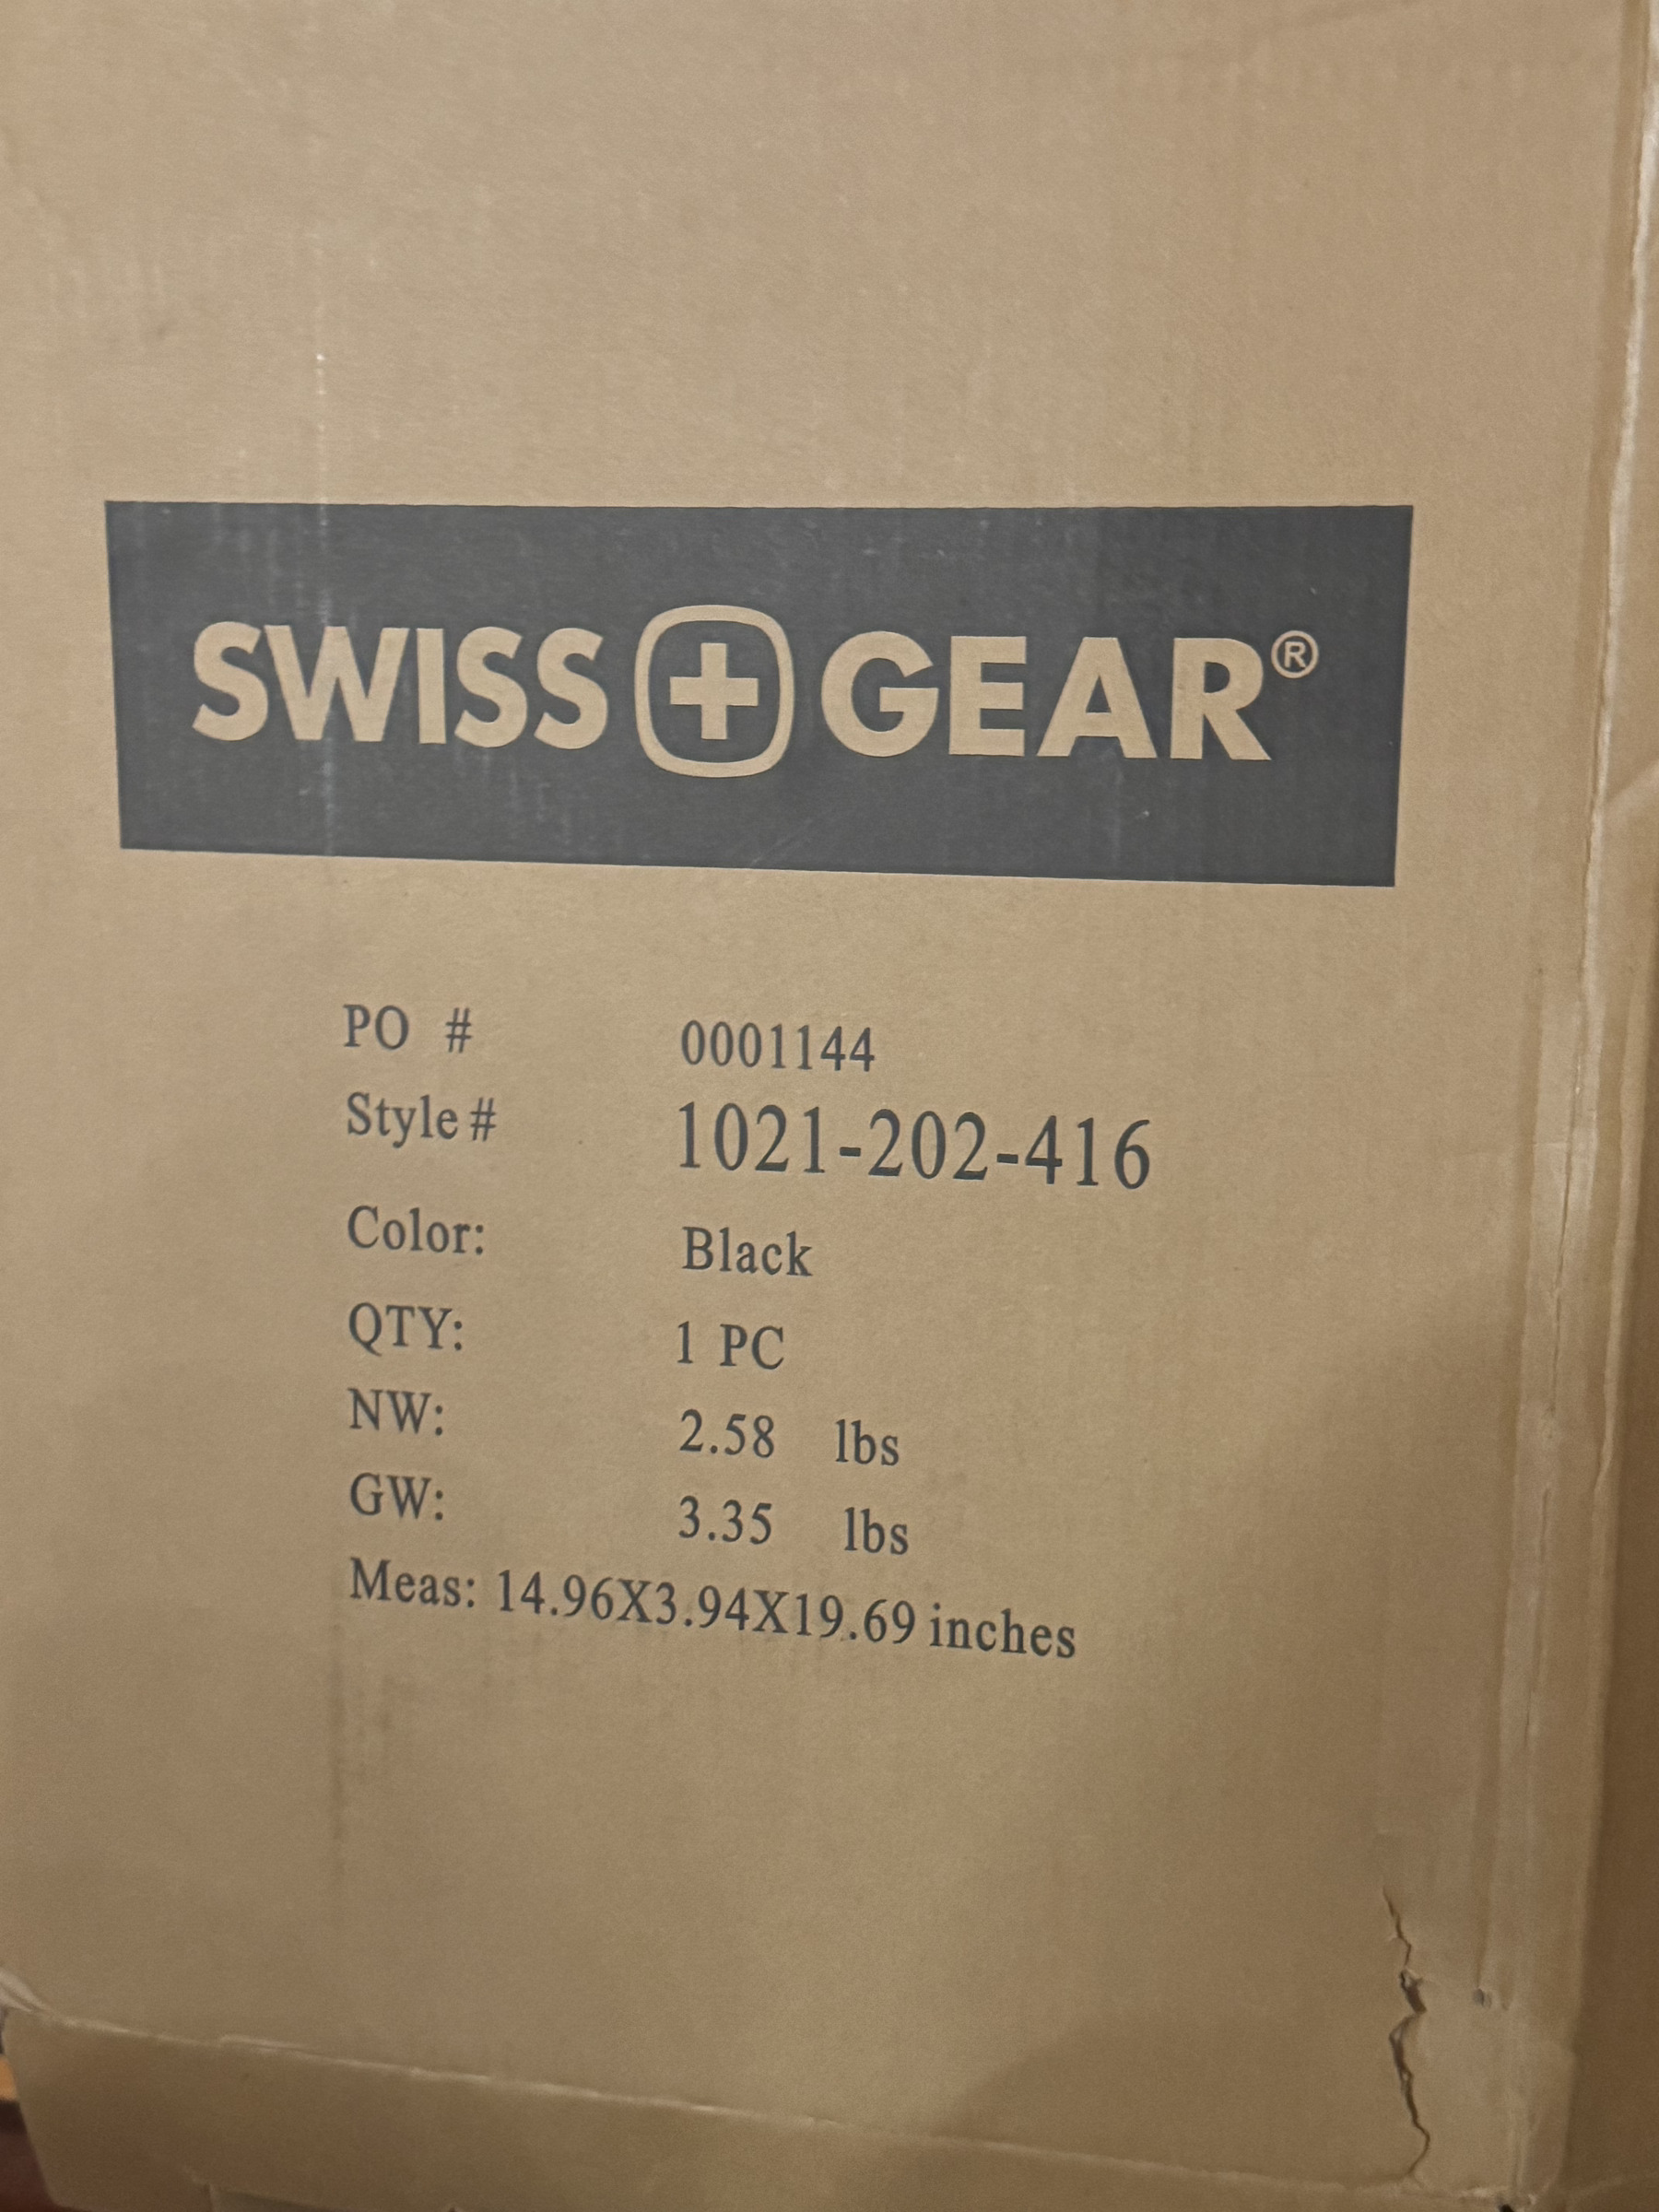 SWISS GEAR®
PO # 0001144
Style # 1021-202-416
Color: Black
QTY: 1 PC
NW: 2.58 lbs
GW: 3.35 lbs
Meas: 14.96X3.94X19.69 inches